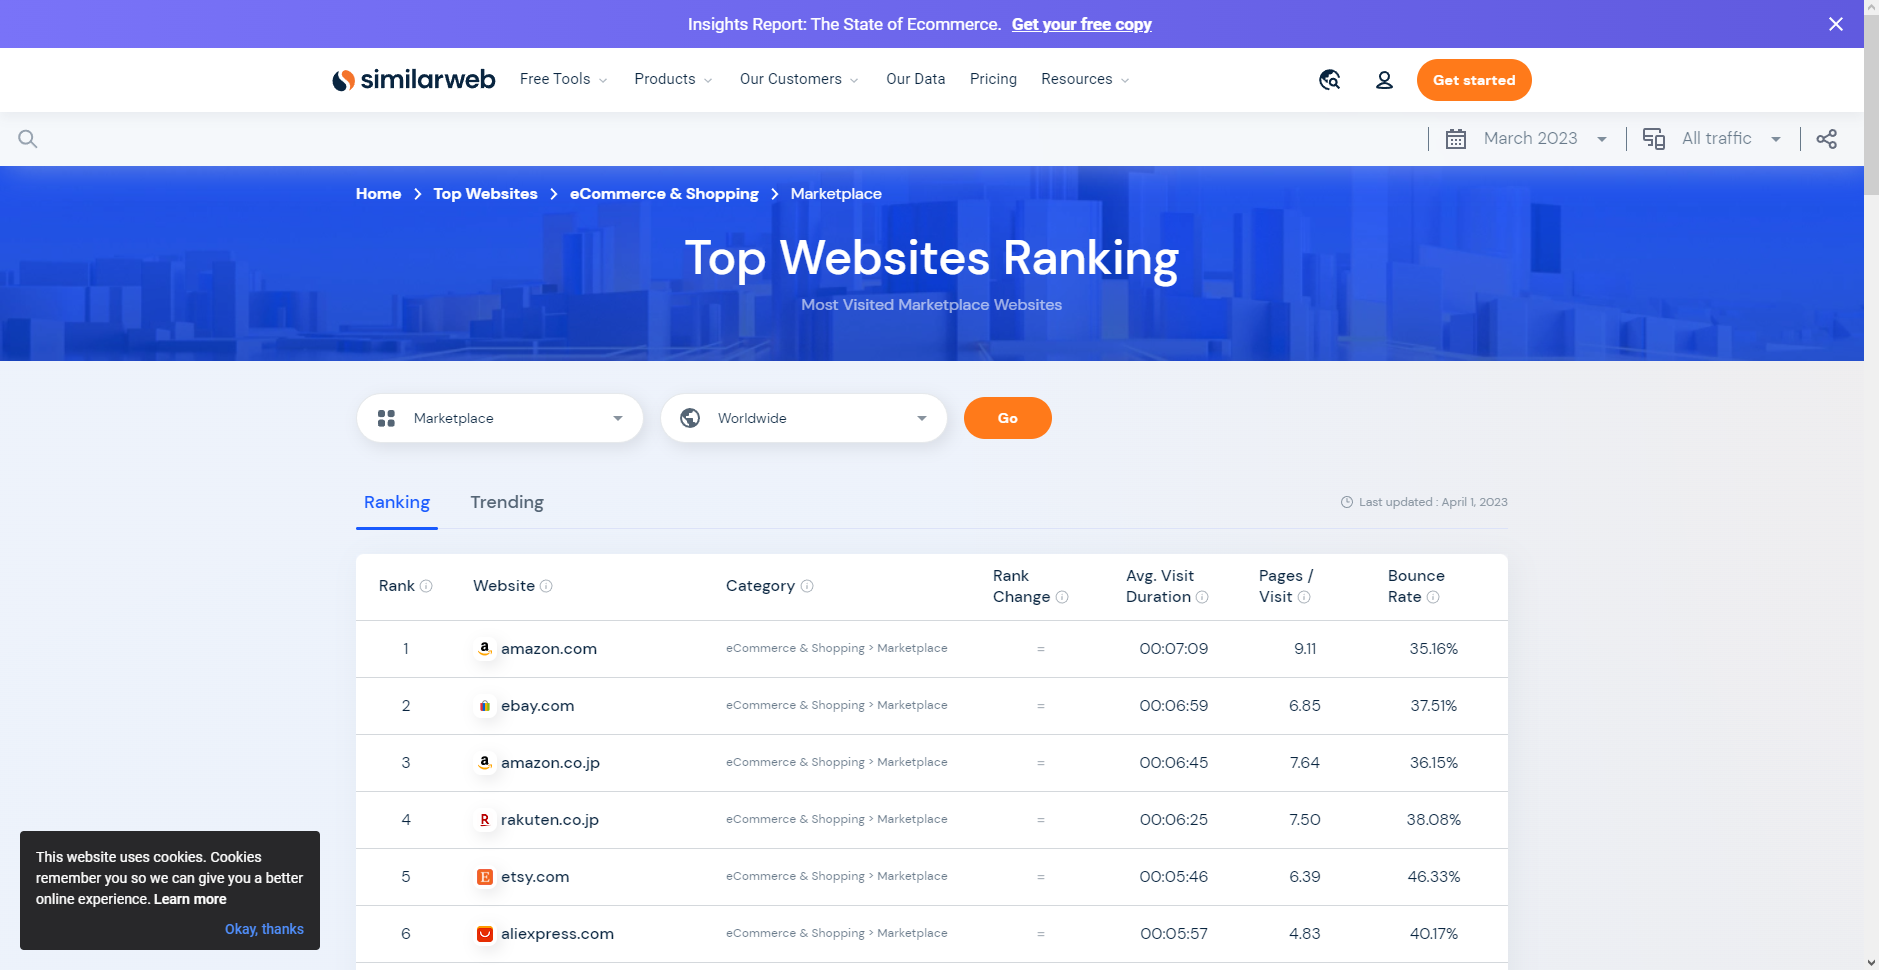 Insights Report: The State of Ecommerce. Get your free copy
similarweb Free Tools Products Our Customers Our Data Pricing Resources Get started
March 2023 All traffic
Home > Top Websites > eCommerce & Shopping > Marketplace
Top Websites Ranking
Most Visited Marketplace Websites
Marketplace Worldwide Go
Ranking Trending Last updated : April 1, 2023
Rank Website Category Rank Change Avg. Visit Duration Pages / Visit Bounce Rate
1 amazon.com eCommerce & Shopping > Marketplace = 00:07:09 9.11 35.16%
2 ebay.com eCommerce & Shopping > Marketplace = 00:06:59 6.85 37.51%
3 amazon.co.jp eCommerce & Shopping > Marketplace = 00:06:45 7.64 36.15%
4 rakuten.co.jp eCommerce & Shopping > Marketplace = 00:06:25 7.50 38.08%
5 etsy.com eCommerce & Shopping > Marketplace = 00:05:46 6.39 46.33%
6 aliexpress.com eCommerce & Shopping > Marketplace = 00:05:57 4.83 40.17%
This website uses cookies. Cookies
remember you so we can give you a better
online experience. Learn more
Okay, thanks